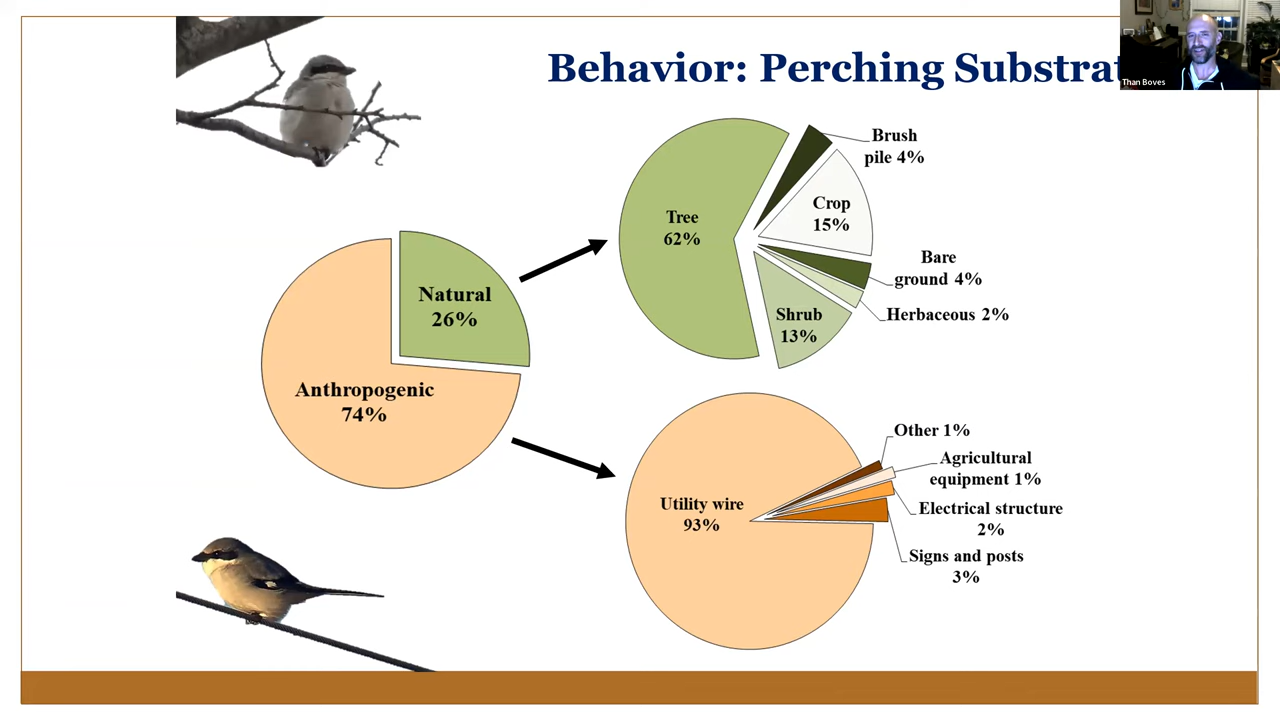 Behavior: Perching Substrat
Than Boves
Brush
pile 4%
Tree
62%
Crop
15%
Bare
ground 4%
Herbaceous 2%
Shrub
13%
Natural
26%
Anthropogenic
74%
Other 1%
Agricultural
equipment 1%
Utility wire
93%
Electrical structure
2%
Signs and posts
3%